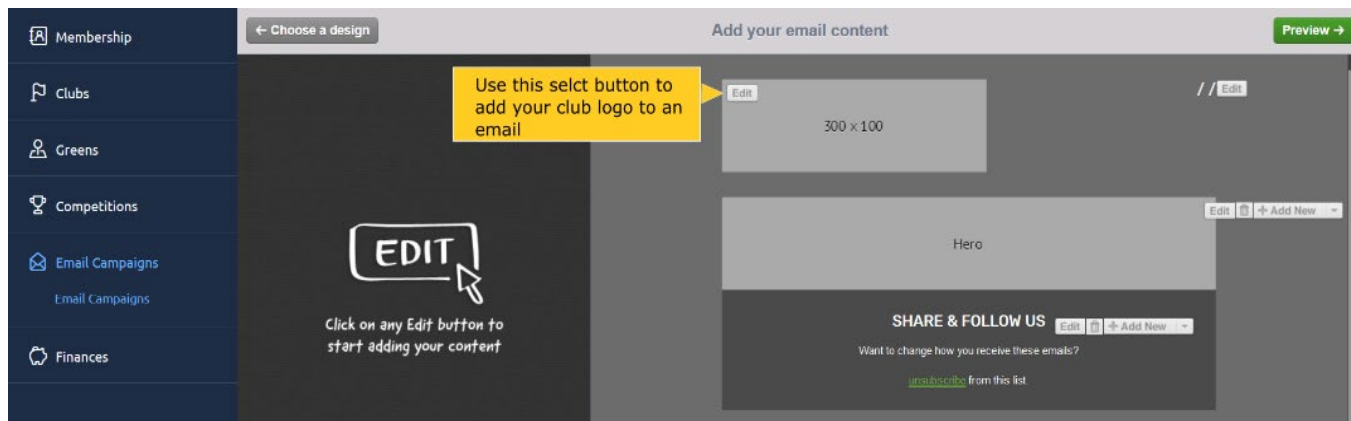 Membership
Clubs
Greens
Competitions
Email Campaigns
Email Campaigns
Finances
← Choose a design
Add your email content
Preview →
Use this selct button to
add your club logo to an
email
Edit
300 x 100
/ / Edit
EDIT
Click on any Edit button to
start adding your content
Edit + Add New
Hero
SHARE & FOLLOW US Edit + Add New
Want to change how you receive these emails?
unsubscribe from this list.